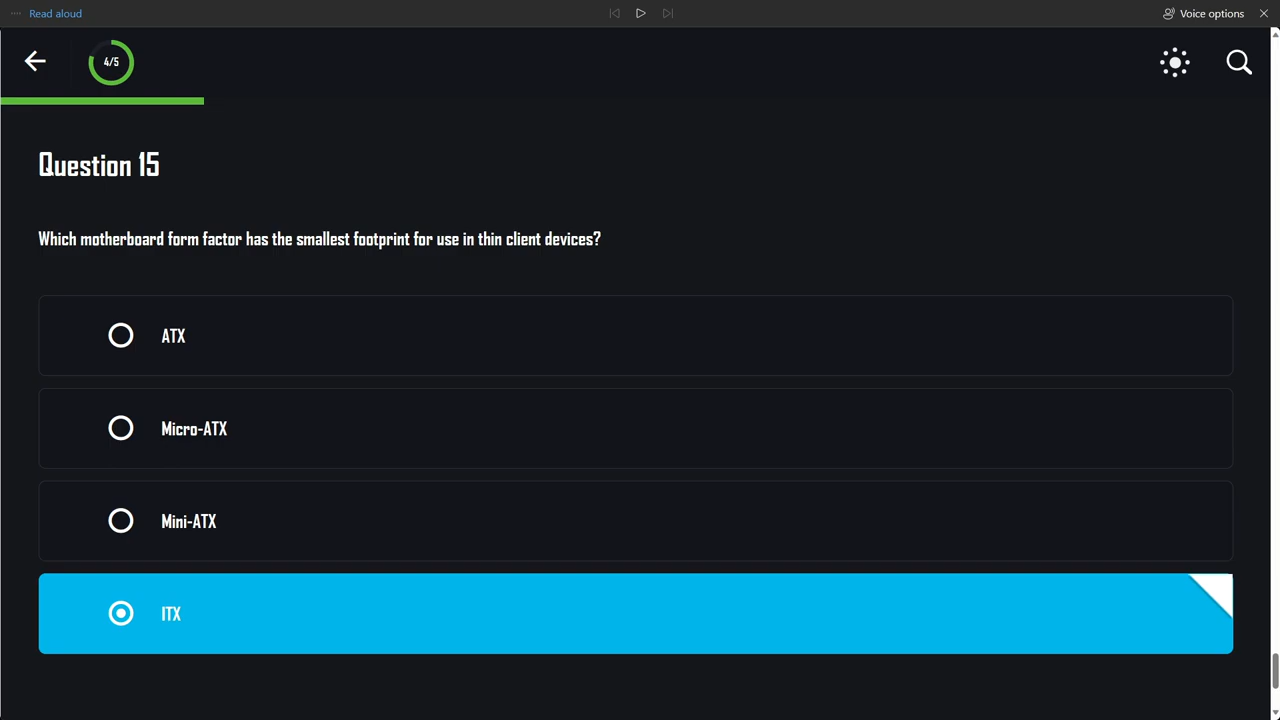 Read aloud
Voice options
4/5
Question 15
Which motherboard form factor has the smallest footprint for use in thin client devices?
ATX
Micro-ATX
Mini-ATX
ITX